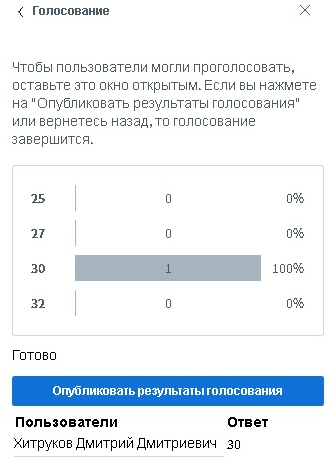 Голосование
Чтобы пользователи могли проголосовать,
оставьте это окно открытым. Если вы нажмете
на "Опубликовать результаты голосования"
или вернетесь назад, то голосование
завершится.
25 0 0%
27 0 0%
30 1 100%
32 0 0%
Готово
Опубликовать результаты голосования
Пользователи Ответ
Хитруков Дмитрий Дмитриевич 30